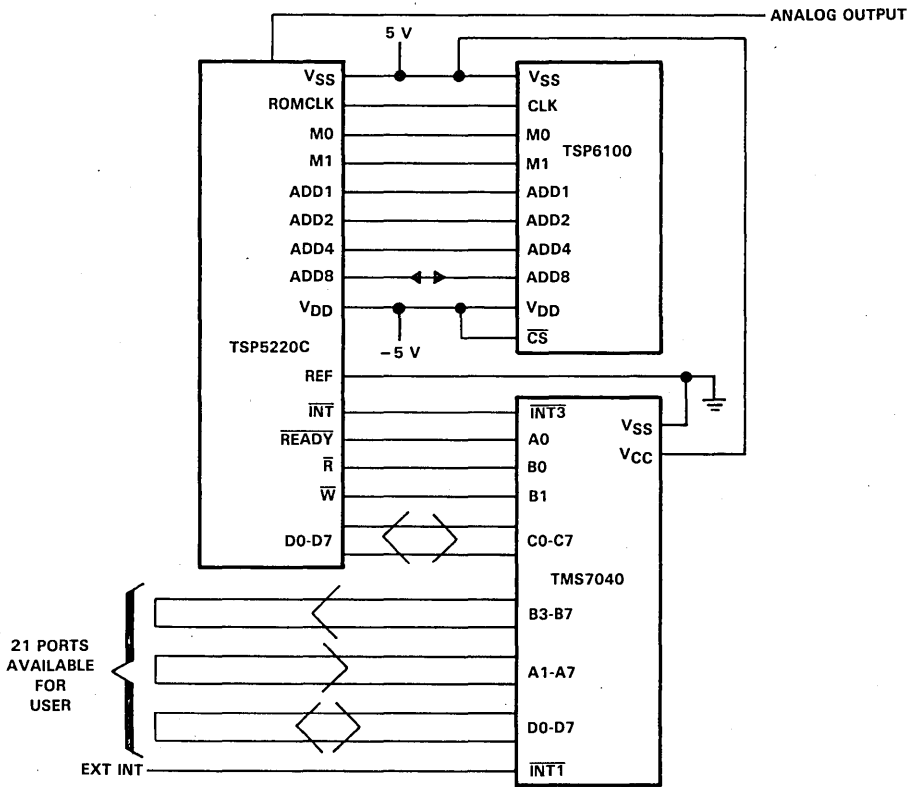 ANALOG OUTPUT
5 V
VSS
VSS
ROMCLK
CLK
M0
M0
TSP6100
M1
M1
ADD1
ADD1
ADD2
ADD2
ADD4
ADD4
ADD8
ADD8
VDD
VDD
TSP5220C
–5 V
CS
REF
INT
INT3
VSS
READY
A0
VCC
R
B0
W
B1
D0-D7
C0-C7
TMS7040
B3-B7
21 PORTS
AVAILABLE
FOR
USER
A1-A7
D0-D7
EXT INT
INT1